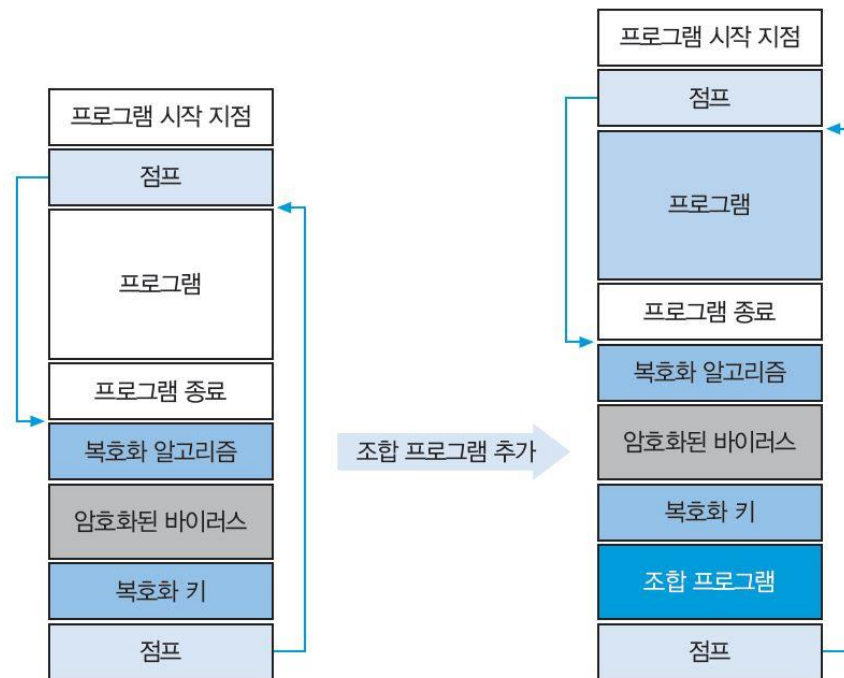 프로그램 시작 지점
점프
프로그램
프로그램 종료
복호화 알고리즘
암호화된 바이러스
복호화 키
점프
조합 프로그램 추가
프로그램 시작 지점
점프
프로그램
프로그램 종료
복호화 알고리즘
암호화된 바이러스
복호화 키
조합 프로그램
점프